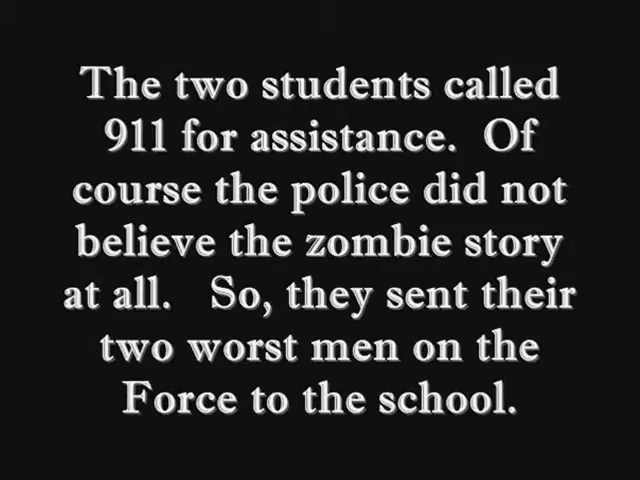 The two students called
911 for assistance.  Of
course the police did not
believe the zombie story
at all.   So, they sent their
two worst men on the
Force to the school.